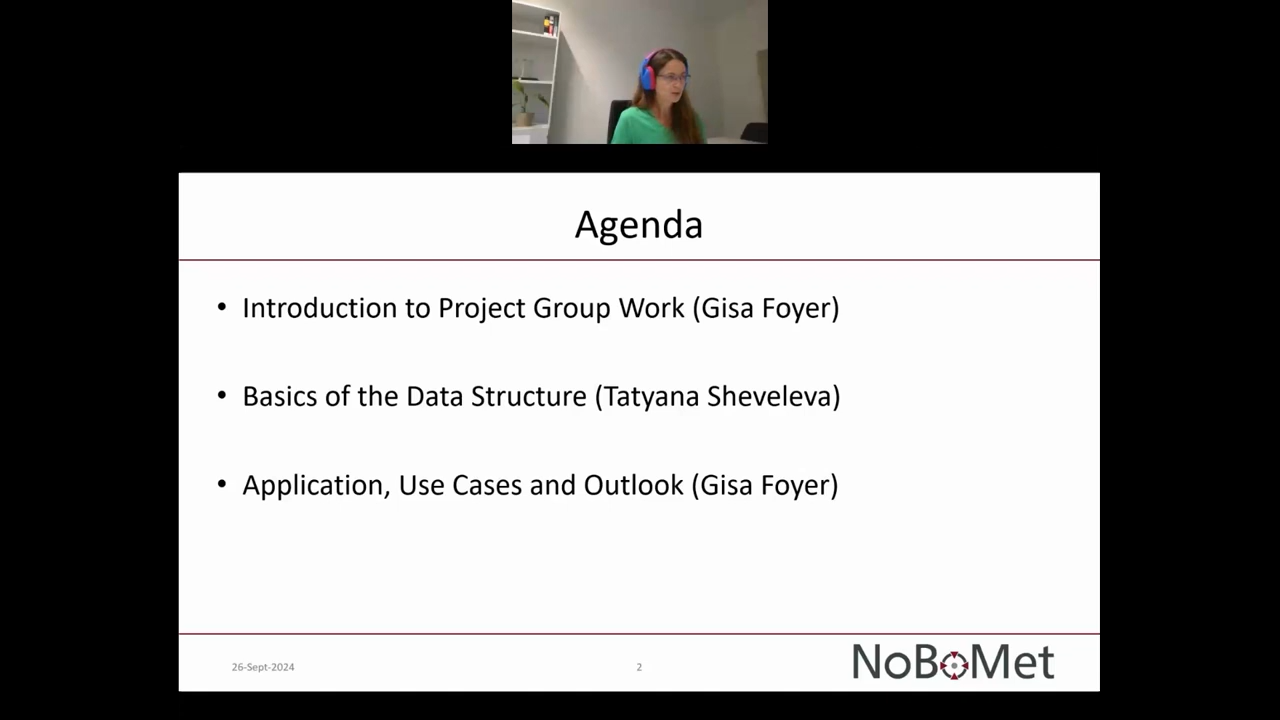 Agenda
• Introduction to Project Group Work (Gisa Foyer)
• Basics of the Data Structure (Tatyana Sheveleva)
• Application, Use Cases and Outlook (Gisa Foyer)
26-Sept-2024
2
NoBoMet